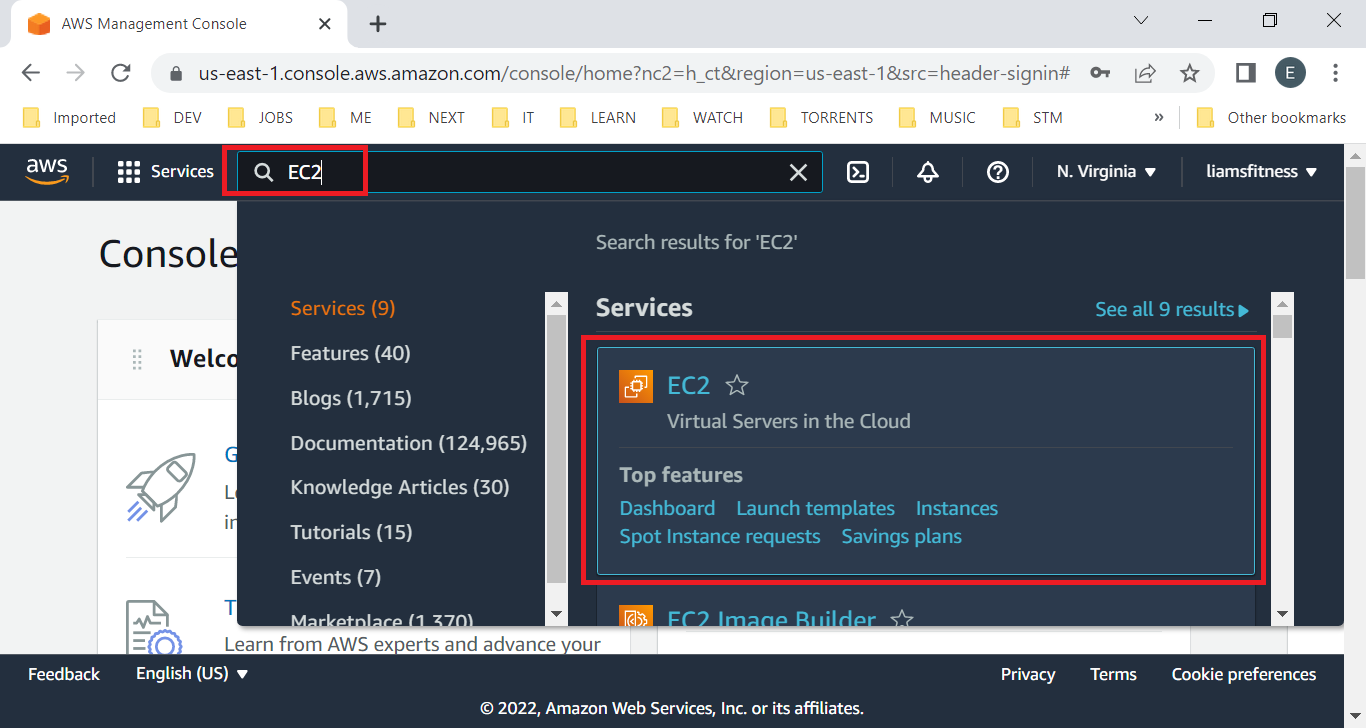 AWS Management Console
us-east-1.console.aws.amazon.com/console/home?nc2=h_ct&region=us-east-1&src=header-signin#
E
Imported DEV JOBS ME NEXT IT LEARN WATCH TORRENTS MUSIC STM » Other bookmarks
aws Services EC2 N. Virginia liamsfitness
Search results for 'EC2'
Console
Services (9)
Features (40)
Blogs (1,715)
Documentation (124,965)
Knowledge Articles (30)
Tutorials (15)
Events (7)
Marketplace (1,370)
Services
See all 9 results
EC2
Virtual Servers in the Cloud
Top features
Dashboard Launch templates Instances
Spot Instance requests Savings plans
EC2 Image Builder
Welco
G
L
in
T
Learn from AWS experts and advance your
Feedback English (US) Privacy Terms Cookie preferences
© 2022, Amazon Web Services, Inc. or its affiliates.